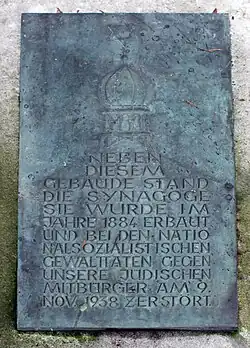 NEBEN
DIESEM
GEBÄUDE STAND
DIE SYNAGOGE
SIE WURDE IM
JAHRE 1884 ERBAUT
UND BEI DEN NATIO
NALSOZIALISTISCHEN
GEWALTTATEN GEGEN
UNSERE JÜDISCHEN
MITBÜRGER AM 9.
NOV. 1938 ZERSTÖRT